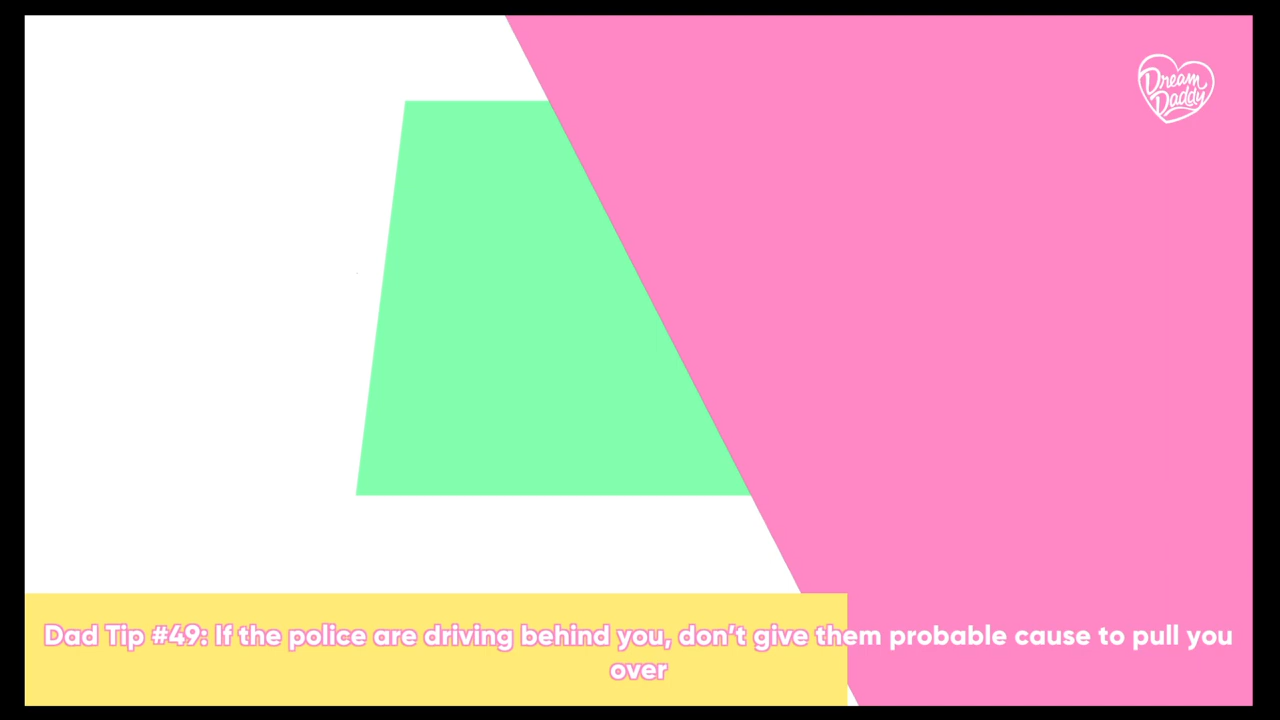 Dream
Daddy
Dad Tip #49: If the police are driving behind you, don’t give them probable cause to pull you
over